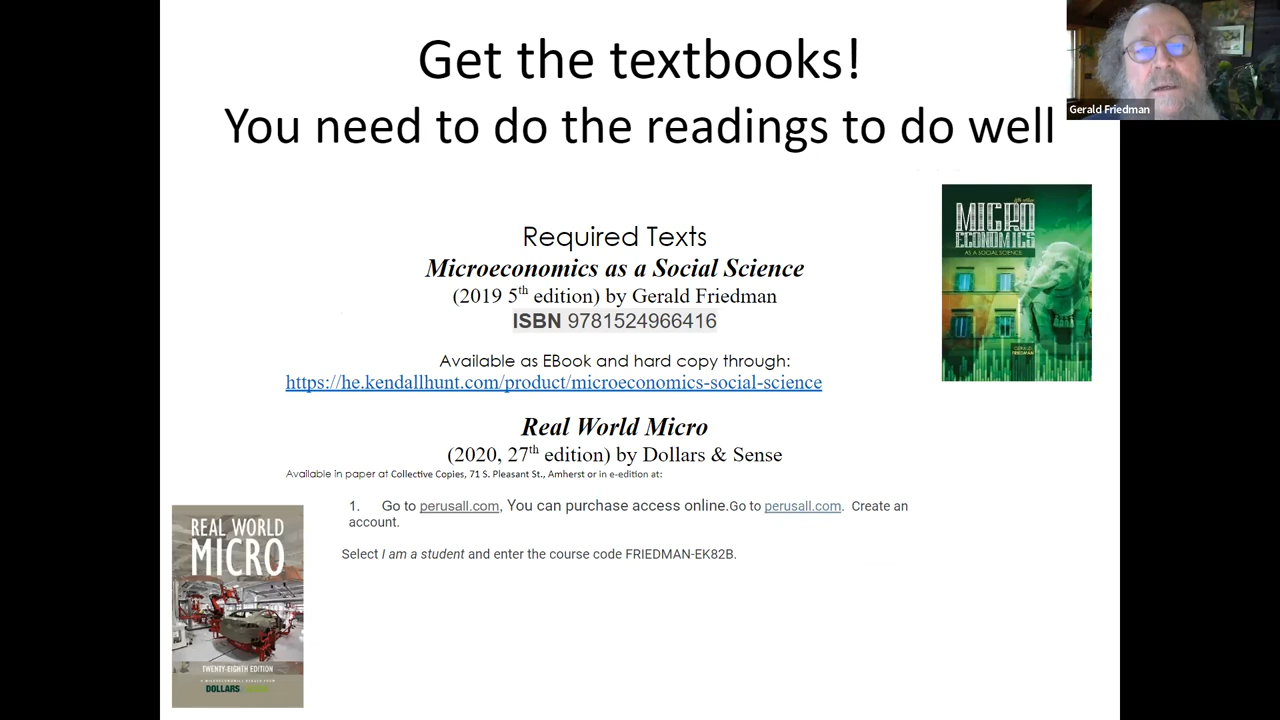 Get the textbooks!
You need to do the readings to do well
Gerald Friedman
Required Texts
Microeconomics as a Social Science
(2019 5th edition) by Gerald Friedman
ISBN 9781524966416
Available as EBook and hard copy through:
https://he.kendallhunt.com/product/microeconomics-social-science
Real World Micro
(2020, 27th edition) by Dollars & Sense
Available in paper at Collective Copies, 71 S. Pleasant St., Amherst or in e-edition at:
1. Go to perusall.com, You can purchase access online.Go to perusall.com. Create an
account.
Select I am a student and enter the course code FRIEDMAN-EK82B.
MICRO
ECONOMICS
AS A SOCIAL SCIENCE
GERALD
FRIEDMAN
REAL WORLD
MICRO
TWENTY-EIGHTH EDITION
DOLLARS